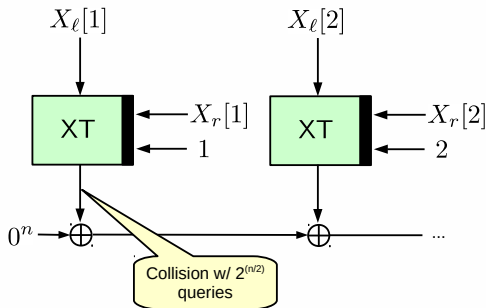 X_ℓ[1] X_ℓ[2]
XT X_r[1] XT X_r[2]
1 2
0^n ...
Collision w/ 2^(n/2)
queries